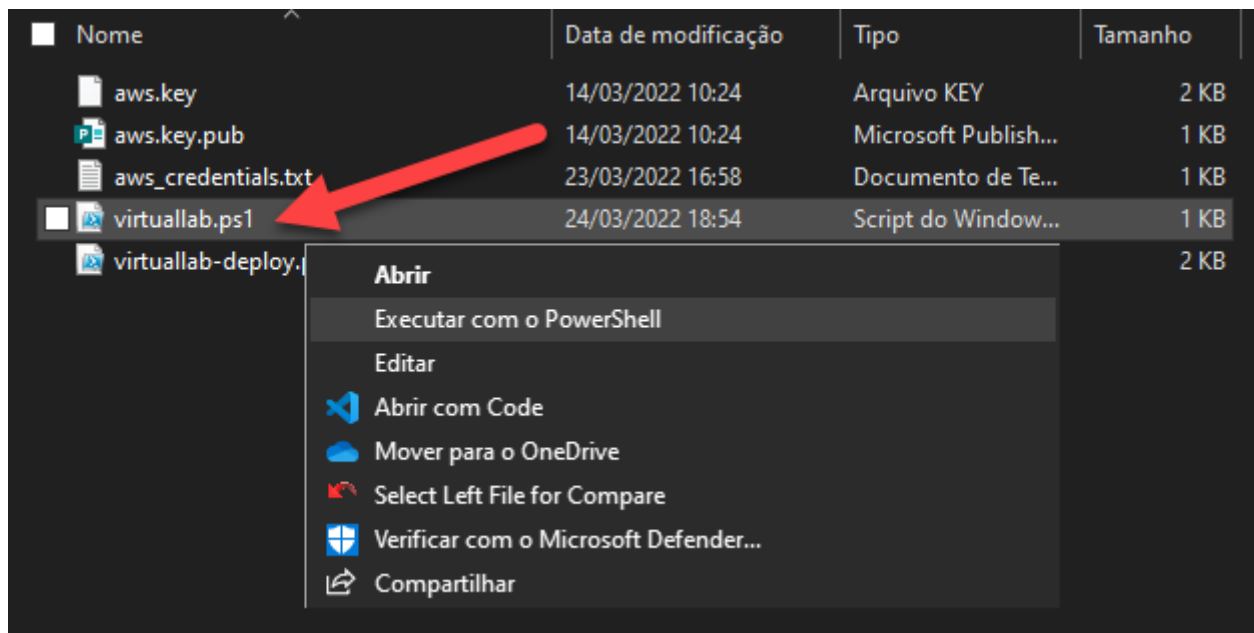 Nome Data de modificação Tipo Tamanho
aws.key 14/03/2022 10:24 Arquivo KEY 2 KB
aws.key.pub 14/03/2022 10:24 Microsoft Publish... 1 KB
aws_credentials.txt 23/03/2022 16:58 Documento de Te... 1 KB
virtuallab.ps1 24/03/2022 18:54 Script do Window... 1 KB
virtuallab-deploy. 2 KB
Abrir
Executar com o PowerShell
Editar
Abrir com Code
Mover para o OneDrive
Select Left File for Compare
Verificar com o Microsoft Defender...
Compartilhar